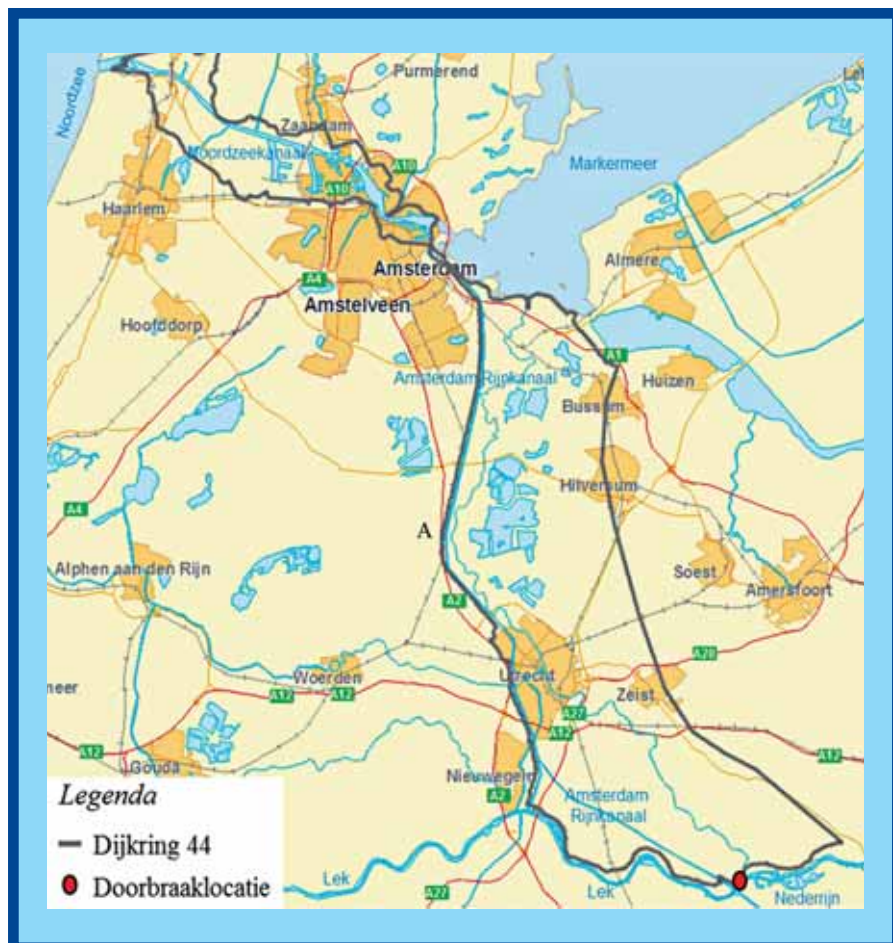 Purmerend
Lel
Noordzee
Zaandam
Noordzeekanaal
A10
A10
Markermeer
Haarlem
Almere
Amsterdam
A4
Amstelveen
Hoofddorp
A1
Huizen
Amsterdam Rijnkanaal
Bussum
Hilversum
A4
A
Alphen aan den Rijn
Soest
Amersfoort
A2
Woerden
Utrecht
A28
Zeist
meer
A12
A12
A27
A12
A12
A12
Gouda
Nieuwegein
A2
Amsterdam
Rijnkanaal
Legenda
Dijkring 44
Doorbraaklocatie
Lek
A27
Lek
Nederrijn